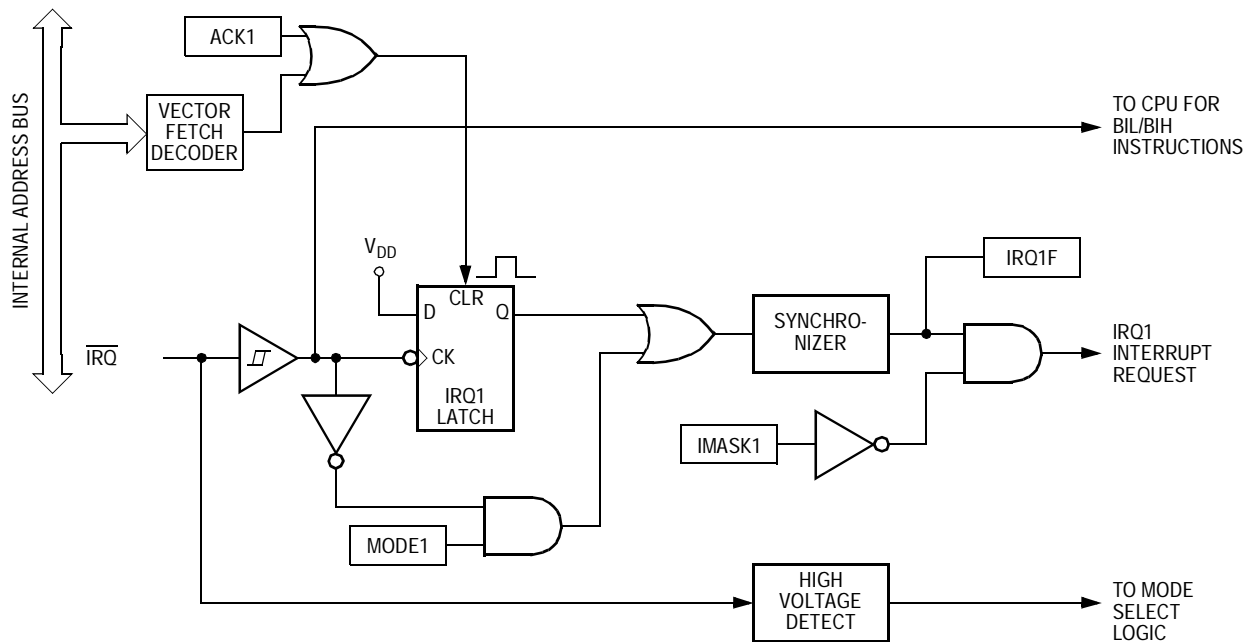 INTERNAL ADDRESS BUS
ACK1
VECTOR
FETCH
DECODER
TO CPU FOR
BIL/BIH
INSTRUCTIONS
VDD
CLR
D
Q
CK
IRQ1
LATCH
IRQ
SYNCHRO-
NIZER
IRQ1F
IRQ1
INTERRUPT
REQUEST
IMASK1
MODE1
HIGH
VOLTAGE
DETECT
TO MODE
SELECT
LOGIC